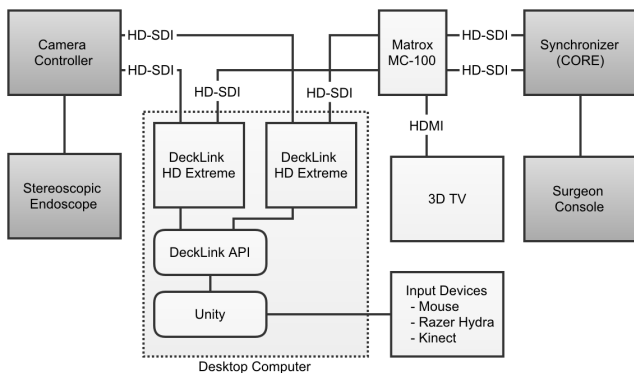 Camera
Controller
HD-SDI
HD-SDI
HD-SDI
HD-SDI
Matrox
MC-100
HD-SDI
HD-SDI
Synchronizer
(CORE)
HDMI
Stereoscopic
Endoscope
DeckLink
HD Extreme
DeckLink
HD Extreme
3D TV
Surgeon
Console
DeckLink API
Unity
Input Devices
- Mouse
- Razer Hydra
- Kinect
Desktop Computer